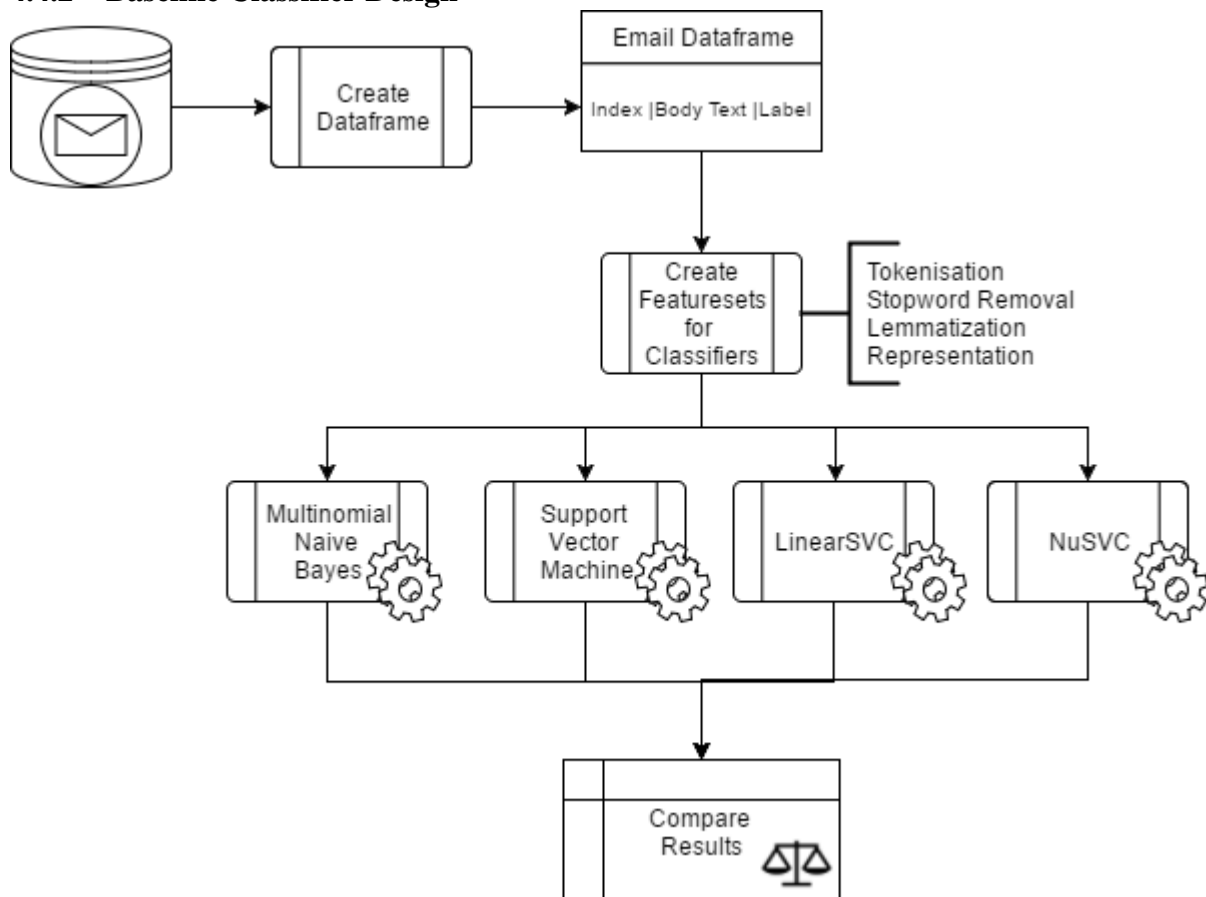 Baseline Classifier Design
Email Dataframe
Create
Dataframe
Index |Body Text |Label
Create
Featuresets
for
Classifiers
Tokenisation
Stopword Removal
Lemmatization
Representation
Multinomial
Naive
Bayes
Support
Vector
Machine
LinearSVC
NuSVC
Compare
Results